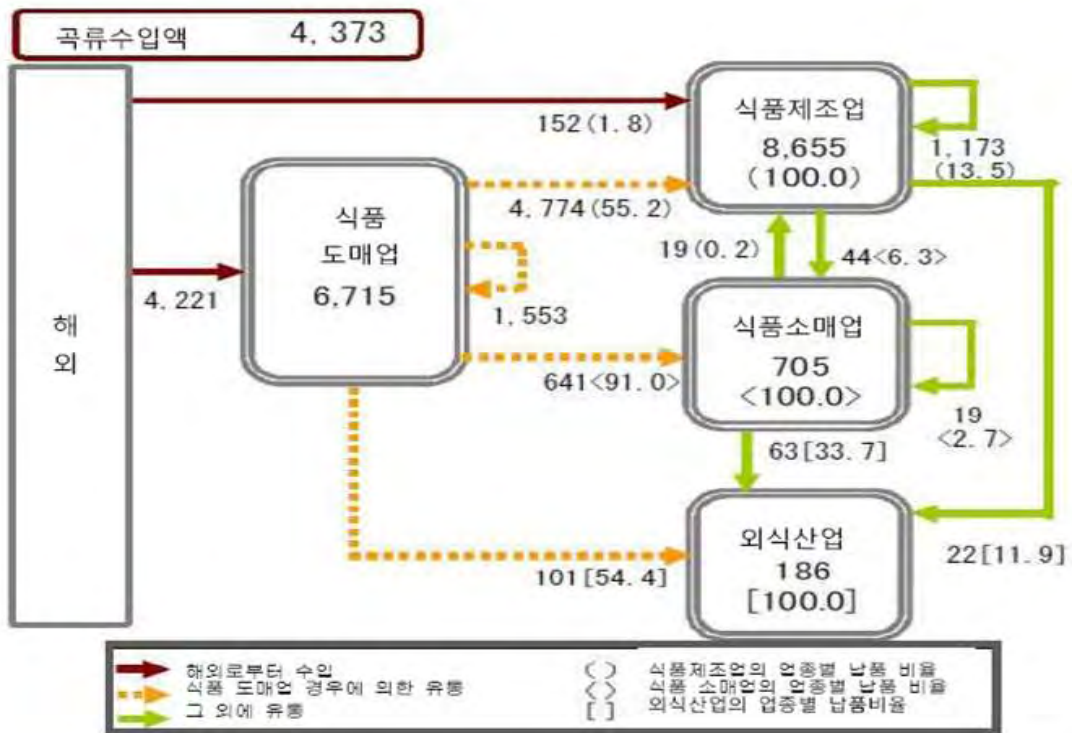 곡류수입액 4, 373
식품제조업
8,655
(100.0)
152(1. 8)
1, 173
(13. 5)
식품
도매업
6,715
4, 774(55. 2)
19(0. 2)
44<6. 3>
4, 221
1, 553
해
외
식품소매업
705
<100.0>
641<91. 0>
19
<2. 7>
63[33. 7]
외식산업
186
[100.0]
101[54. 4]
22[11. 9]
해외로부터 수입
식품 도매업 경우에 의한 유통
그 외에 유통
( ) 식품제조업의 업종별 납품 비율
< > 식품 소매업의 업종별 납품 비율
[ ] 외식산업의 업종별 납품비율